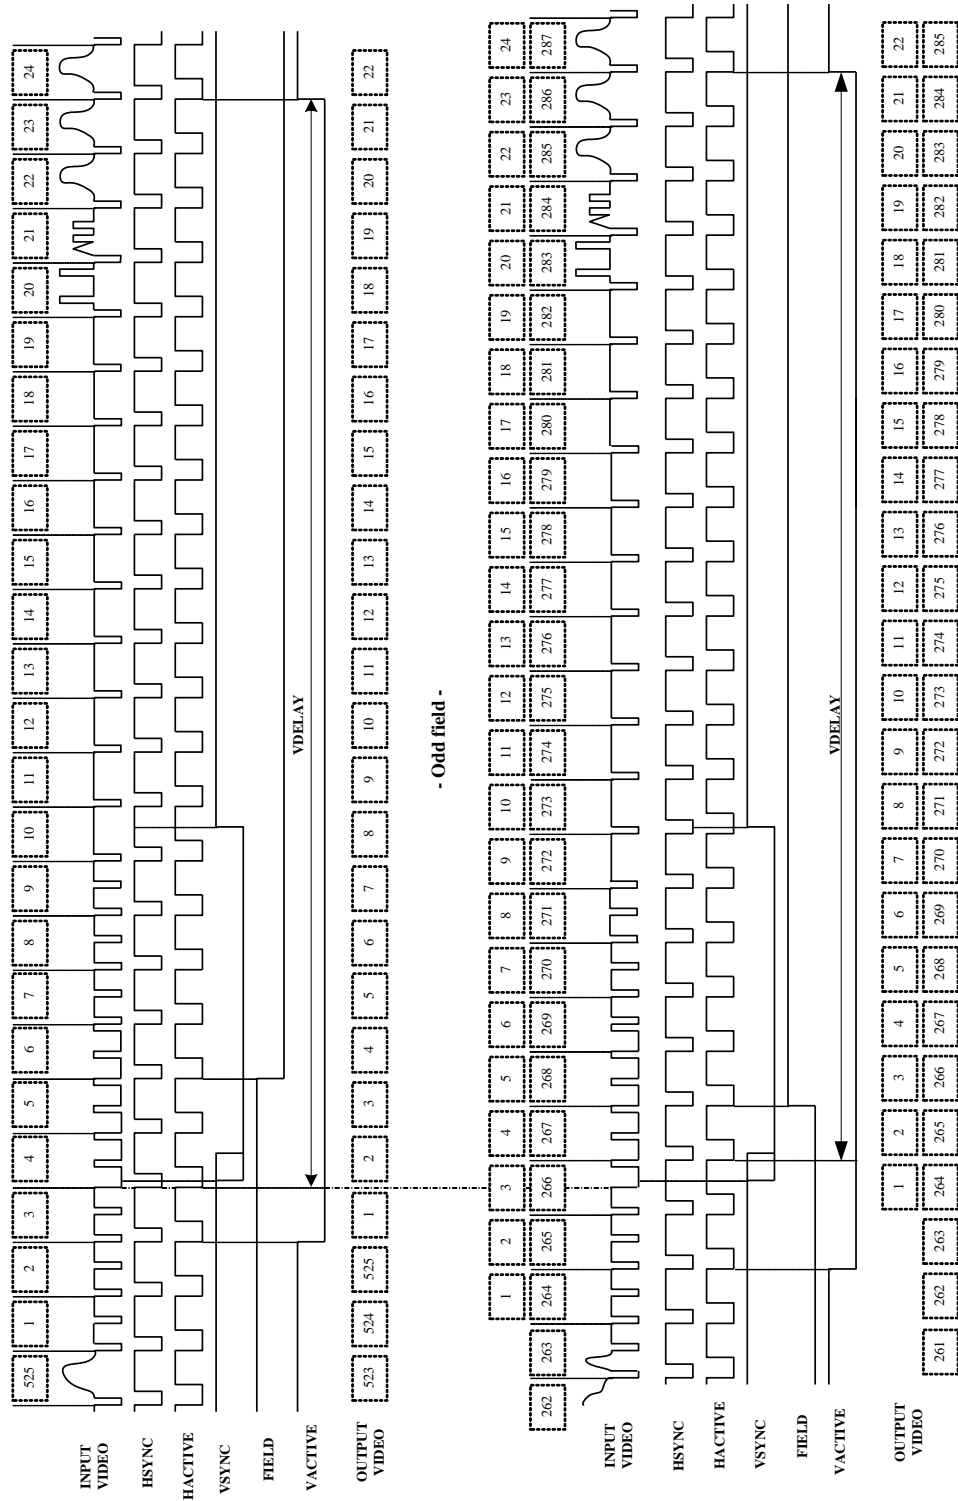 525 1 2 3 4 5 6 7 8 9 10 11 12 13 14 15 16 17 18 19 20 21 22 23 24
INPUT
VIDEO
HSYNC
HACTIVE
VSYNC
FIELD
VDELAY
VACTIVE
OUTPUT
VIDEO
523 524 525 1 2 3 4 5 6 7 8 9 10 11 12 13 14 15 16 17 18 19 20 21 22
- Odd field -
1 2 3 4 5 6 7 8 9 10 11 12 13 14 15 16 17 18 19 20 21 22 23 24
262 263 264 265 266 267 268 269 270 271 272 273 274 275 276 277 278 279 280 281 282 283 284 285 286 287
INPUT
VIDEO
HSYNC
HACTIVE
VSYNC
FIELD
VDELAY
VACTIVE
OUTPUT
VIDEO
1 2 3 4 5 6 7 8 9 10 11 12 13 14 15 16 17 18 19 20 21 22
261 262 263 264 265 266 267 268 269 270 271 272 273 274 275 276 277 278 279 280 281 282 283 284 285